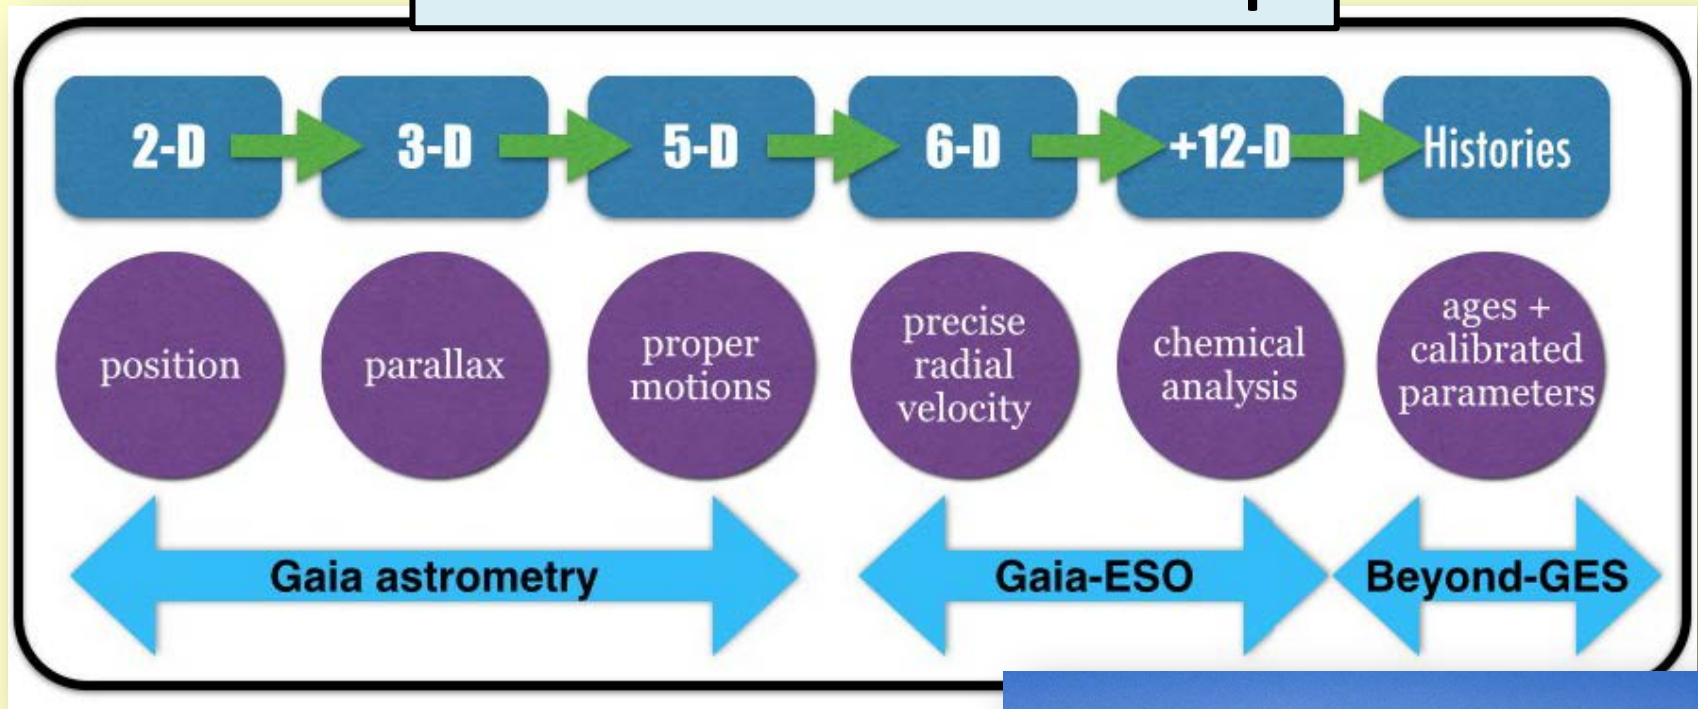 2-D
3-D
5-D
6-D
+12-D
Histories
position
parallax
proper
motions
precise
radial
velocity
chemical
analysis
ages +
calibrated
parameters
Gaia astrometry
Gaia-ESO
Beyond-GES